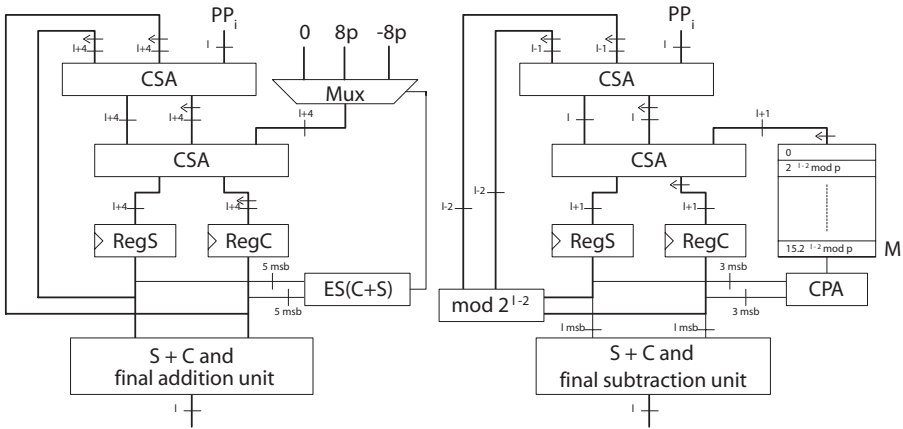 PP i
0 8p -8p
l+4
l+4
l
CSA
Mux
l+4
l+4
l+4
CSA
l+4
l+4
RegS
RegC
5 msb
ES(C+S)
5 msb
S + C and
final addition unit
l
PP i
l-1
l-1
l
CSA
l
l
l+1
CSA
0
2 l-2 mod p
l-2
l-2
l+1
l+1
RegS
RegC
15.2 l-2 mod p
M
3 msb
CPA
mod 2 l-2
3 msb
l msb
l msb
S + C and
final subtraction unit
l